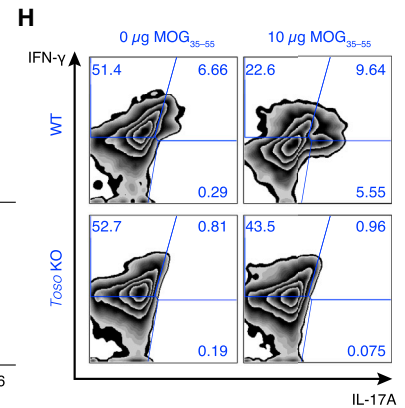 H
0 µg MOG35–55 10 µg MOG35–55
IFN-γ
WT
51.4 6.66 22.6 9.64
0.29 5.55
Toso KO
52.7 0.81 43.5 0.96
0.19 0.075
6
IL-17A